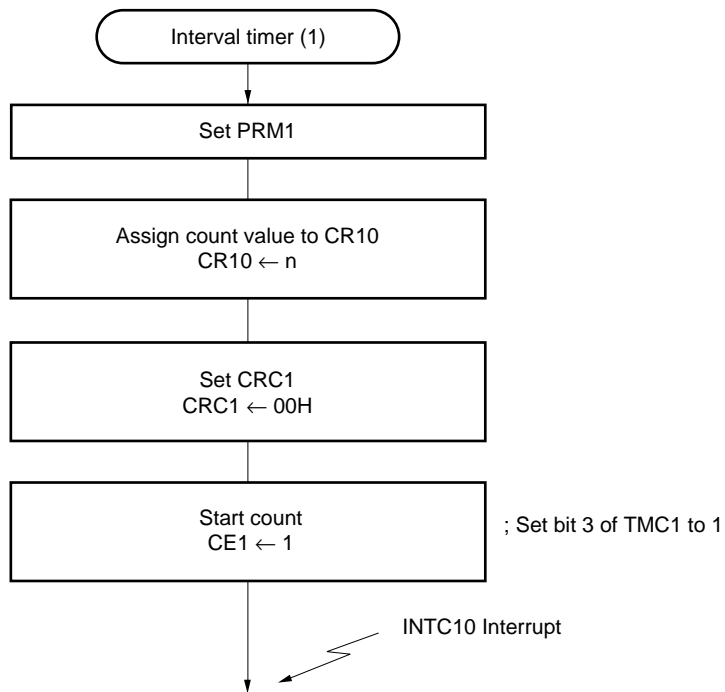 Interval timer (1)
Set PRM1
Assign count value to CR10
CR10 ← n
Set CRC1
CRC1 ← 00H
Start count
CE1 ← 1
; Set bit 3 of TMC1 to 1
INTC10 Interrupt